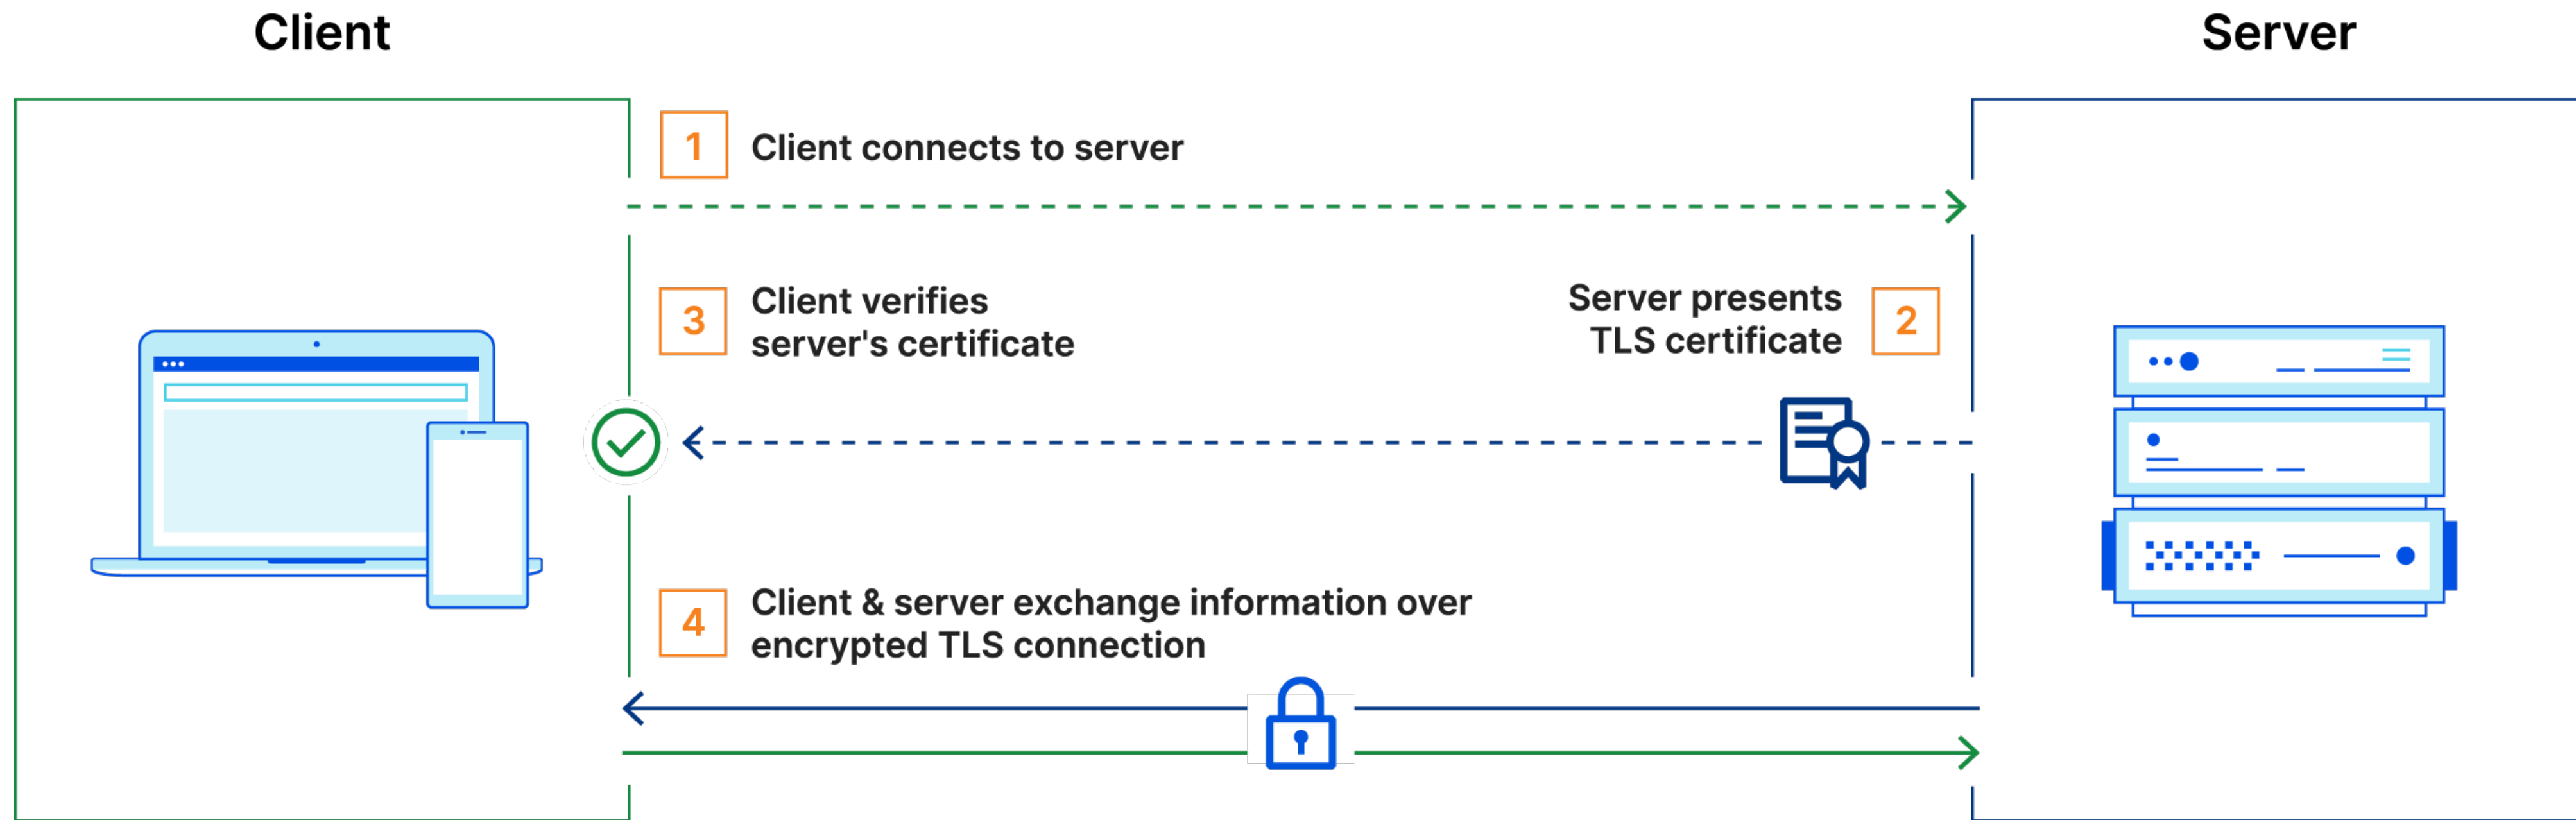 Client
Server
1
Client connects to server
3
Client verifies
server's certificate
Server presents
TLS certificate
2
4
Client & server exchange information over
encrypted TLS connection